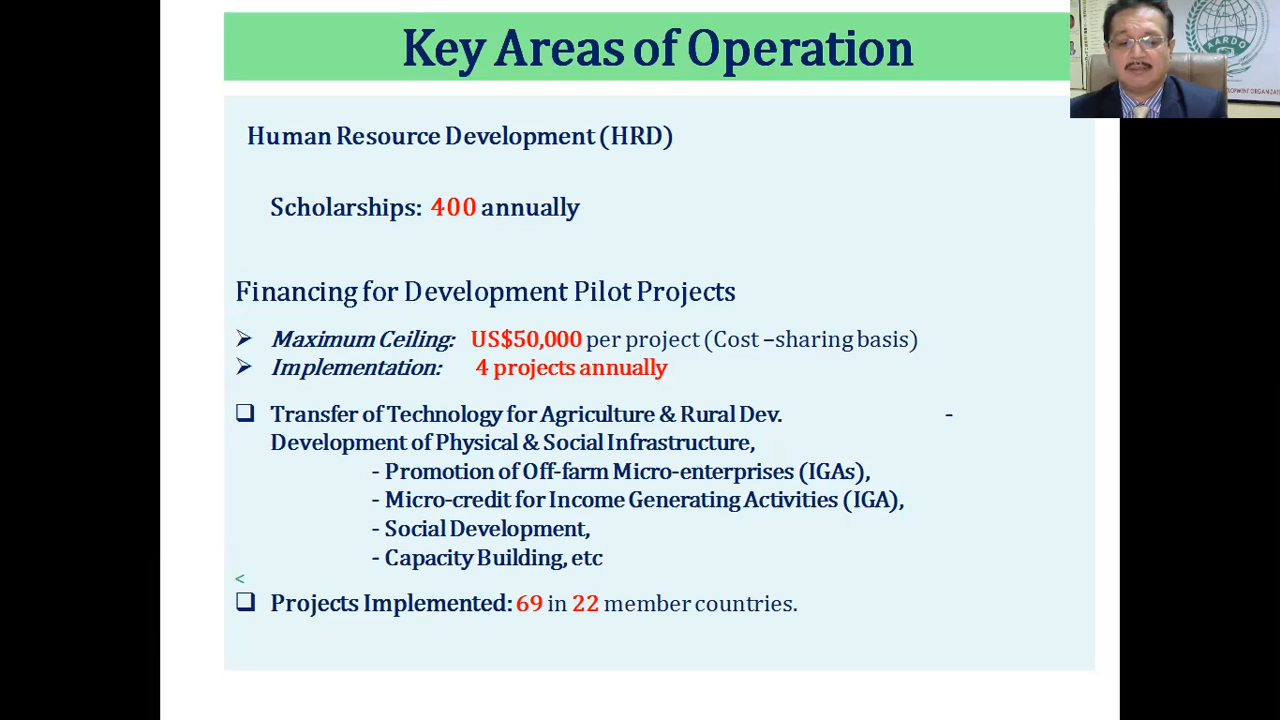 Key Areas of Operation
AARDO
Human Resource Development (HRD)
Scholarships: 400 annually
Financing for Development Pilot Projects
➢ Maximum Ceiling: US$50,000 per project (Cost –sharing basis)
➢ Implementation: 4 projects annually
❑ Transfer of Technology for Agriculture & Rural Dev. -
Development of Physical & Social Infrastructure,
- Promotion of Off-farm Micro-enterprises (IGAs),
- Micro-credit for Income Generating Activities (IGA),
- Social Development,
- Capacity Building, etc
<
❑ Projects Implemented: 69 in 22 member countries.